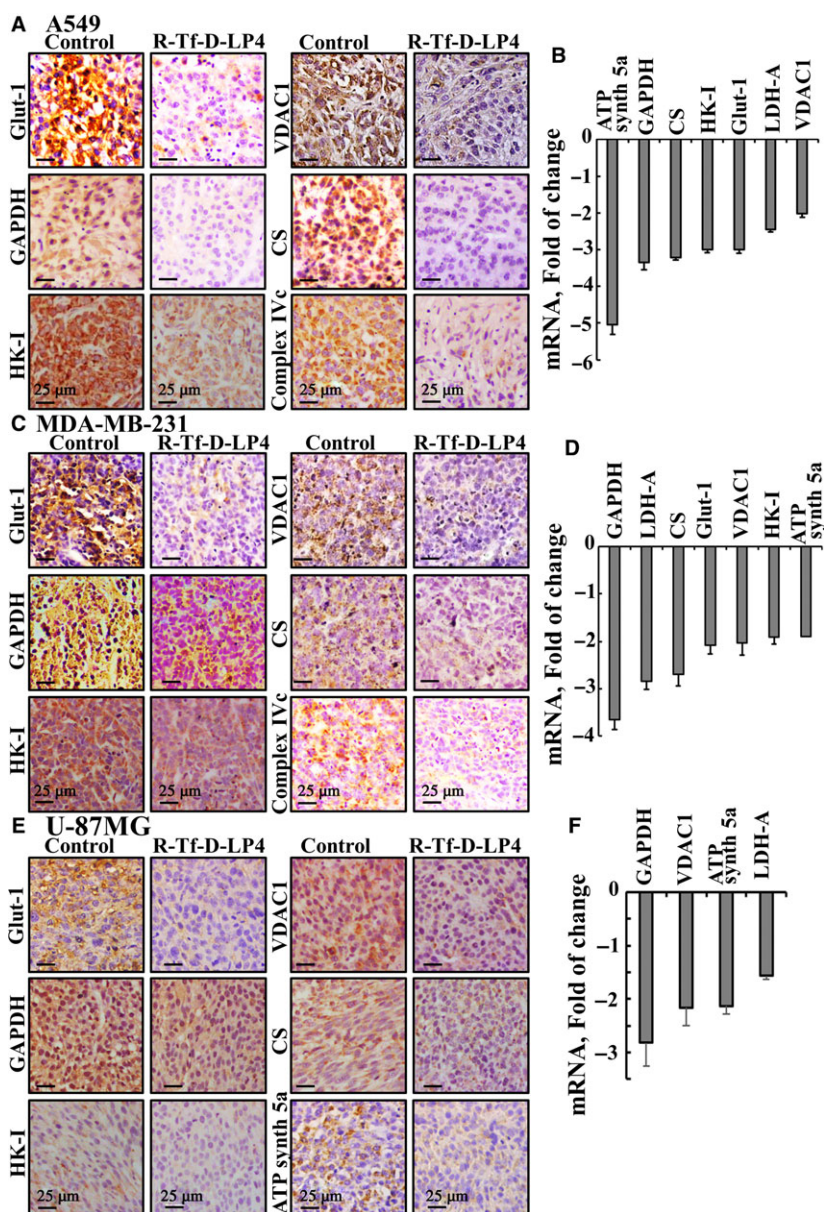 A A549
Control R-Tf-D-LP4 Control R-Tf-D-LP4
Glut-1
VDAC1
GAPDH
CS
HK-I
Complex IVc
25 µm 25 µm 25 µm 25 µm
B
ATP synth 5a
GAPDH
CS
HK-I
Glut-1
LDH-A
VDAC1
mRNA, Fold of change
0
−1
−2
−3
−4
−5
−6
C MDA-MB-231
Control R-Tf-D-LP4 Control R-Tf-D-LP4
Glut-1
VDAC1
GAPDH
CS
HK-I
Complex IVc
25 µm 25 µm 25 µm 25 µm
D
GAPDH
LDH-A
CS
Glut-1
VDAC1
HK-I
ATP synth 5a
mRNA, Fold of change
0
−1
−2
−3
−4
E U-87MG
Control R-Tf-D-LP4 Control R-Tf-D-LP4
Glut-1
VDAC1
GAPDH
CS
HK-I
ATP synth 5a
25 µm 25 µm 25 µm 25 µm
F
GAPDH
VDAC1
ATP synth 5a
LDH-A
mRNA, Fold of change
0
−1
−2
−3